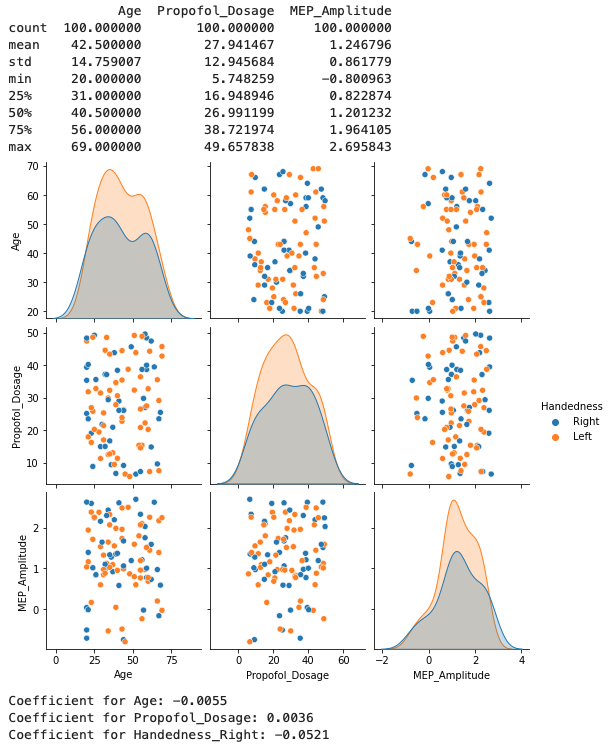 Age Propofol_Dosage MEP_Amplitude
count 100.000000 100.000000 100.000000
mean 42.500000 27.941467 1.246796
std 14.759007 12.945684 0.861779
min 20.000000 5.748259 -0.800963
25% 31.000000 16.948946 0.822874
50% 40.500000 26.991199 1.201232
75% 56.000000 38.721974 1.964105
max 69.000000 49.657838 2.695843
70
60
50
40
30
20
Age
50
40
30
20
10
Propofol_Dosage
Handedness
Right
Left
2
1
0
MEP_Amplitude
0 25 50 75
0 20 40 60
−2 0 2 4
Age
Propofol_Dosage
MEP_Amplitude
Coefficient for Age: -0.0055
Coefficient for Propofol_Dosage: 0.0036
Coefficient for Handedness_Right: -0.0521